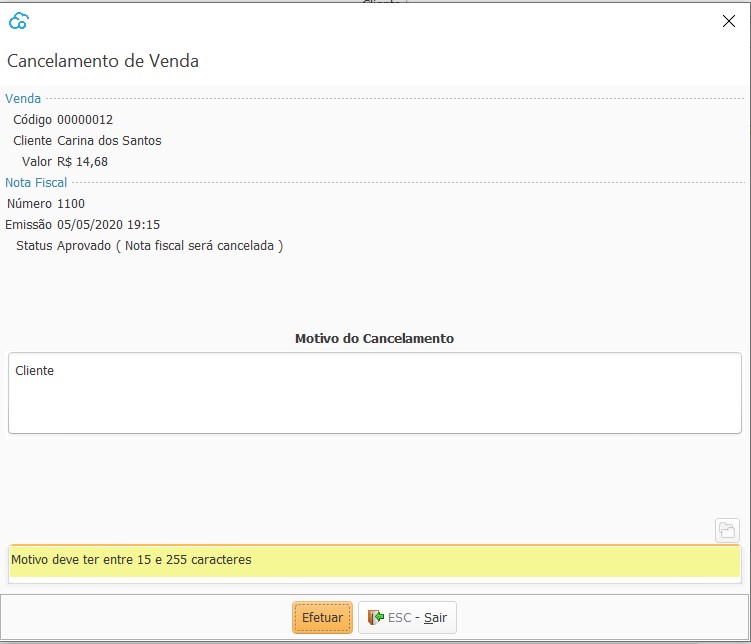 Cancelamento de Venda
Venda
Código 00000012
Cliente Carina dos Santos
Valor R$ 14,68
Nota Fiscal
Número 1100
Emissão 05/05/2020 19:15
Status Aprovado ( Nota fiscal será cancelada )
Motivo do Cancelamento
Cliente
Motivo deve ter entre 15 e 255 caracteres
Efetuar ESC - Sair